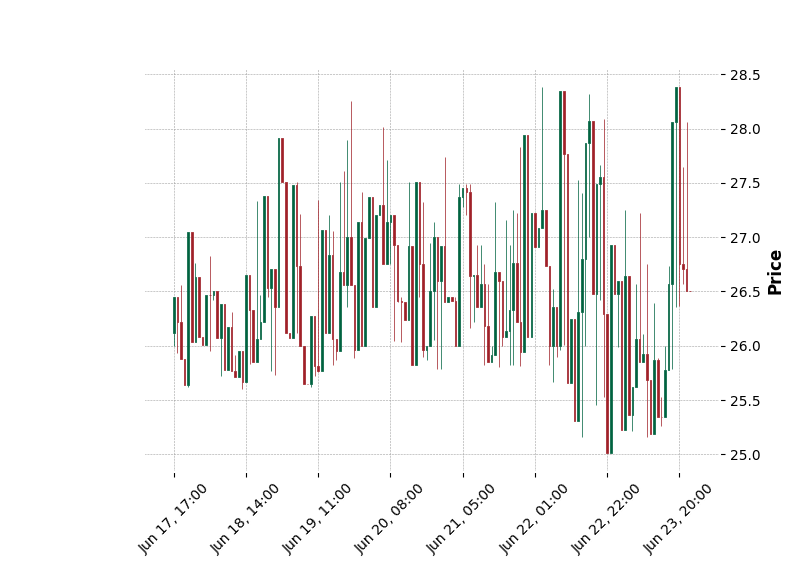 28.5
28.0
27.5
27.0
26.5
26.0
25.5
25.0
Price
Jun 17, 17:00
Jun 18, 14:00
Jun 19, 11:00
Jun 20, 08:00
Jun 21, 05:00
Jun 22, 01:00
Jun 22, 22:00
Jun 23, 20:00